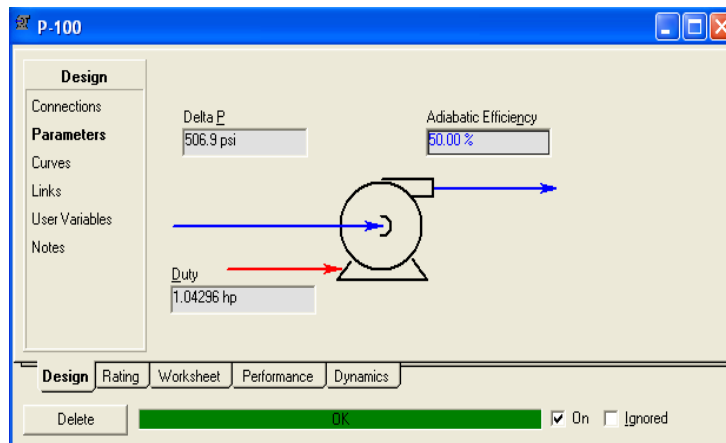 P-100
Design
Connections
Parameters
Curves
Links
User Variables
Notes
Delta P
506.9 psi
Adiabatic Efficiency
50.00 %
Duty
1.04296 hp
Design Rating Worksheet Performance Dynamics
Delete OK On Ignored